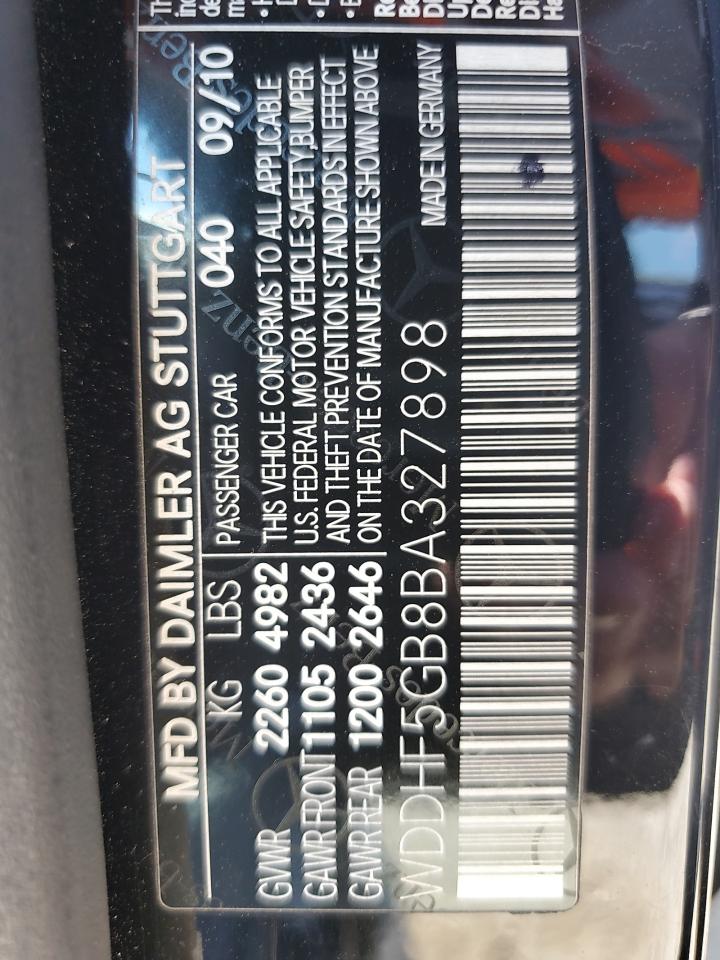 MFD BY DAIMLER AG STUTTGART
KG LBS PASSENGER CAR 040 09/10
GVWR 2260 4982 THIS VEHICLE CONFORMS TO ALL APPLICABLE
GAWR FRONT 1105 2436 U.S. FEDERAL MOTOR VEHICLE SAFETY,BUMPER
AND THEFT PREVENTION STANDARDS IN EFFECT
GAWR REAR 1200 2646 ON THE DATE OF MANUFACTURE SHOWN ABOVE
WDDHF5GB8BA327898 MADE IN GERMANY